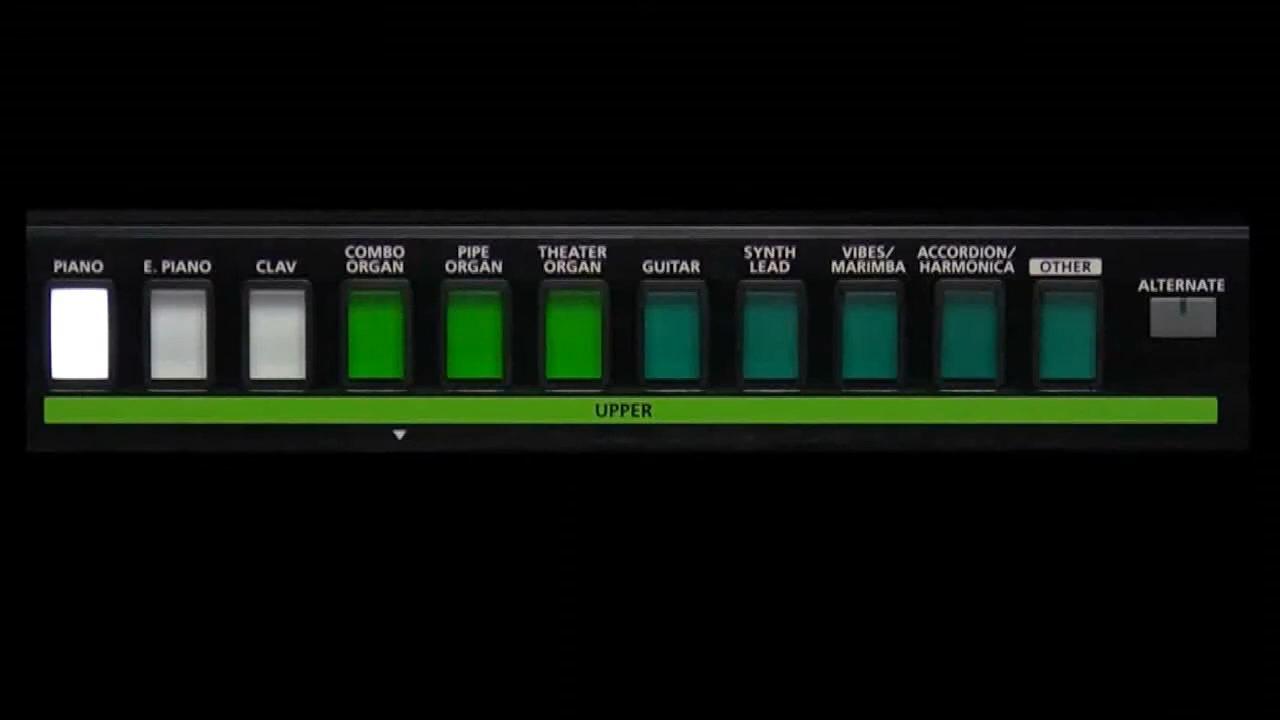 PIANO
E. PIANO
CLAV
COMBO
ORGAN
PIPE
ORGAN
THEATER
ORGAN
GUITAR
SYNTH
LEAD
VIBES/
MARIMBA
ACCORDION/
HARMONICA
OTHER
ALTERNATE
UPPER